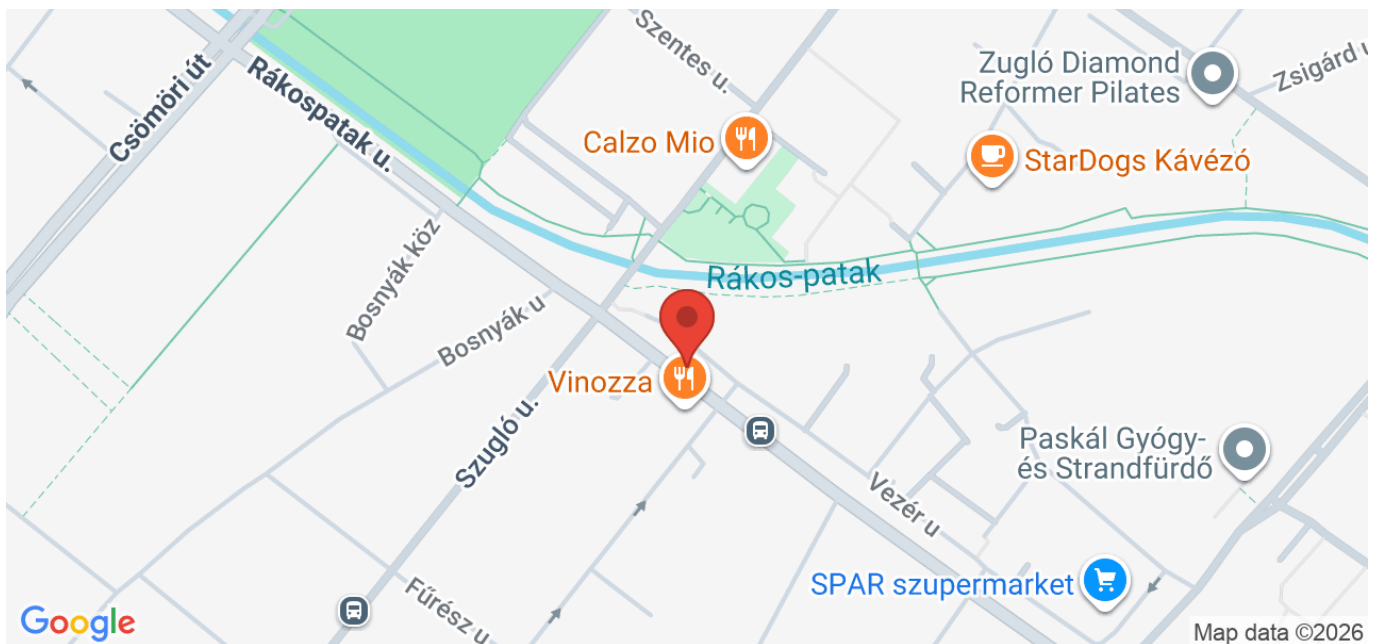 Szentes u.
Zugló Diamond
Reformer Pilates
Zsigárd u
Csömöri út
Rákospatak u.
Calzo Mio
StarDogs Kávézó
Bosnyák köz
Rákos-patak
Bosnyák u
Vinozza
Szugló u.
Paskál Gyógy-
és Strandfürdő
Vezér u
SPAR szupermarket
Fűrész u.
Google
Map data ©2026